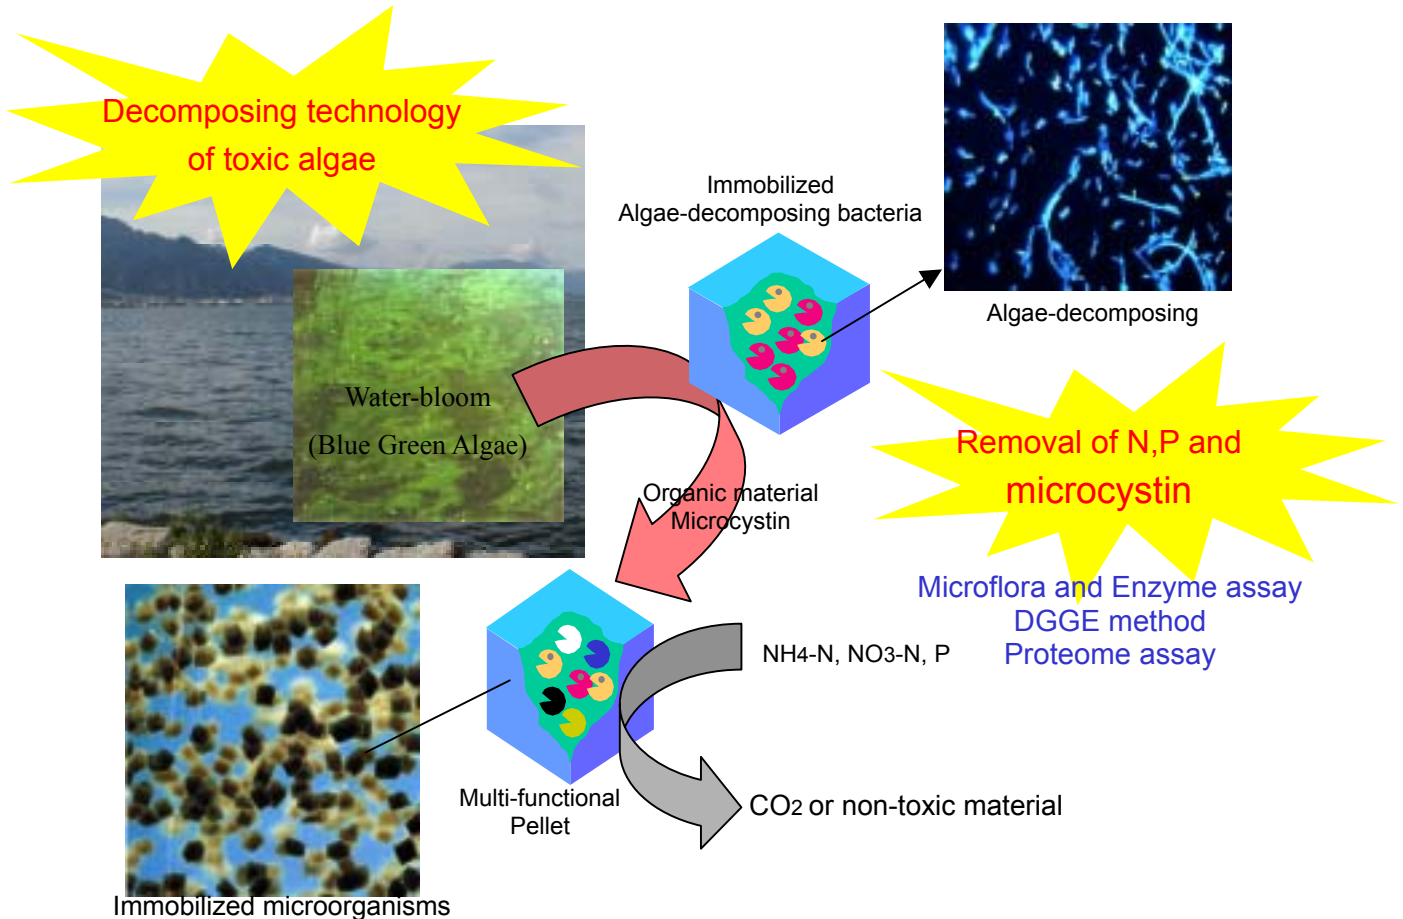 Decomposing technology
of toxic algae
Immobilized
Algae-decomposing bacteria
Algae-decomposing
Water-bloom
(Blue Green Algae)
Organic material
Microcystin
Removal of N,P and
microcystin
Microflora and Enzyme assay
DGGE method
Proteome assay
NH4-N, NO3-N, P
Multi-functional
Pellet
CO2 or non-toxic material
Immobilized microorganisms